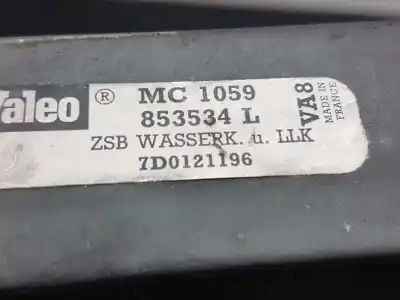 Valeo ® MC 1059
853534 L
ZSB WASSERK. u. LLK
7D0121196
VA8
MADE IN
FRANCE